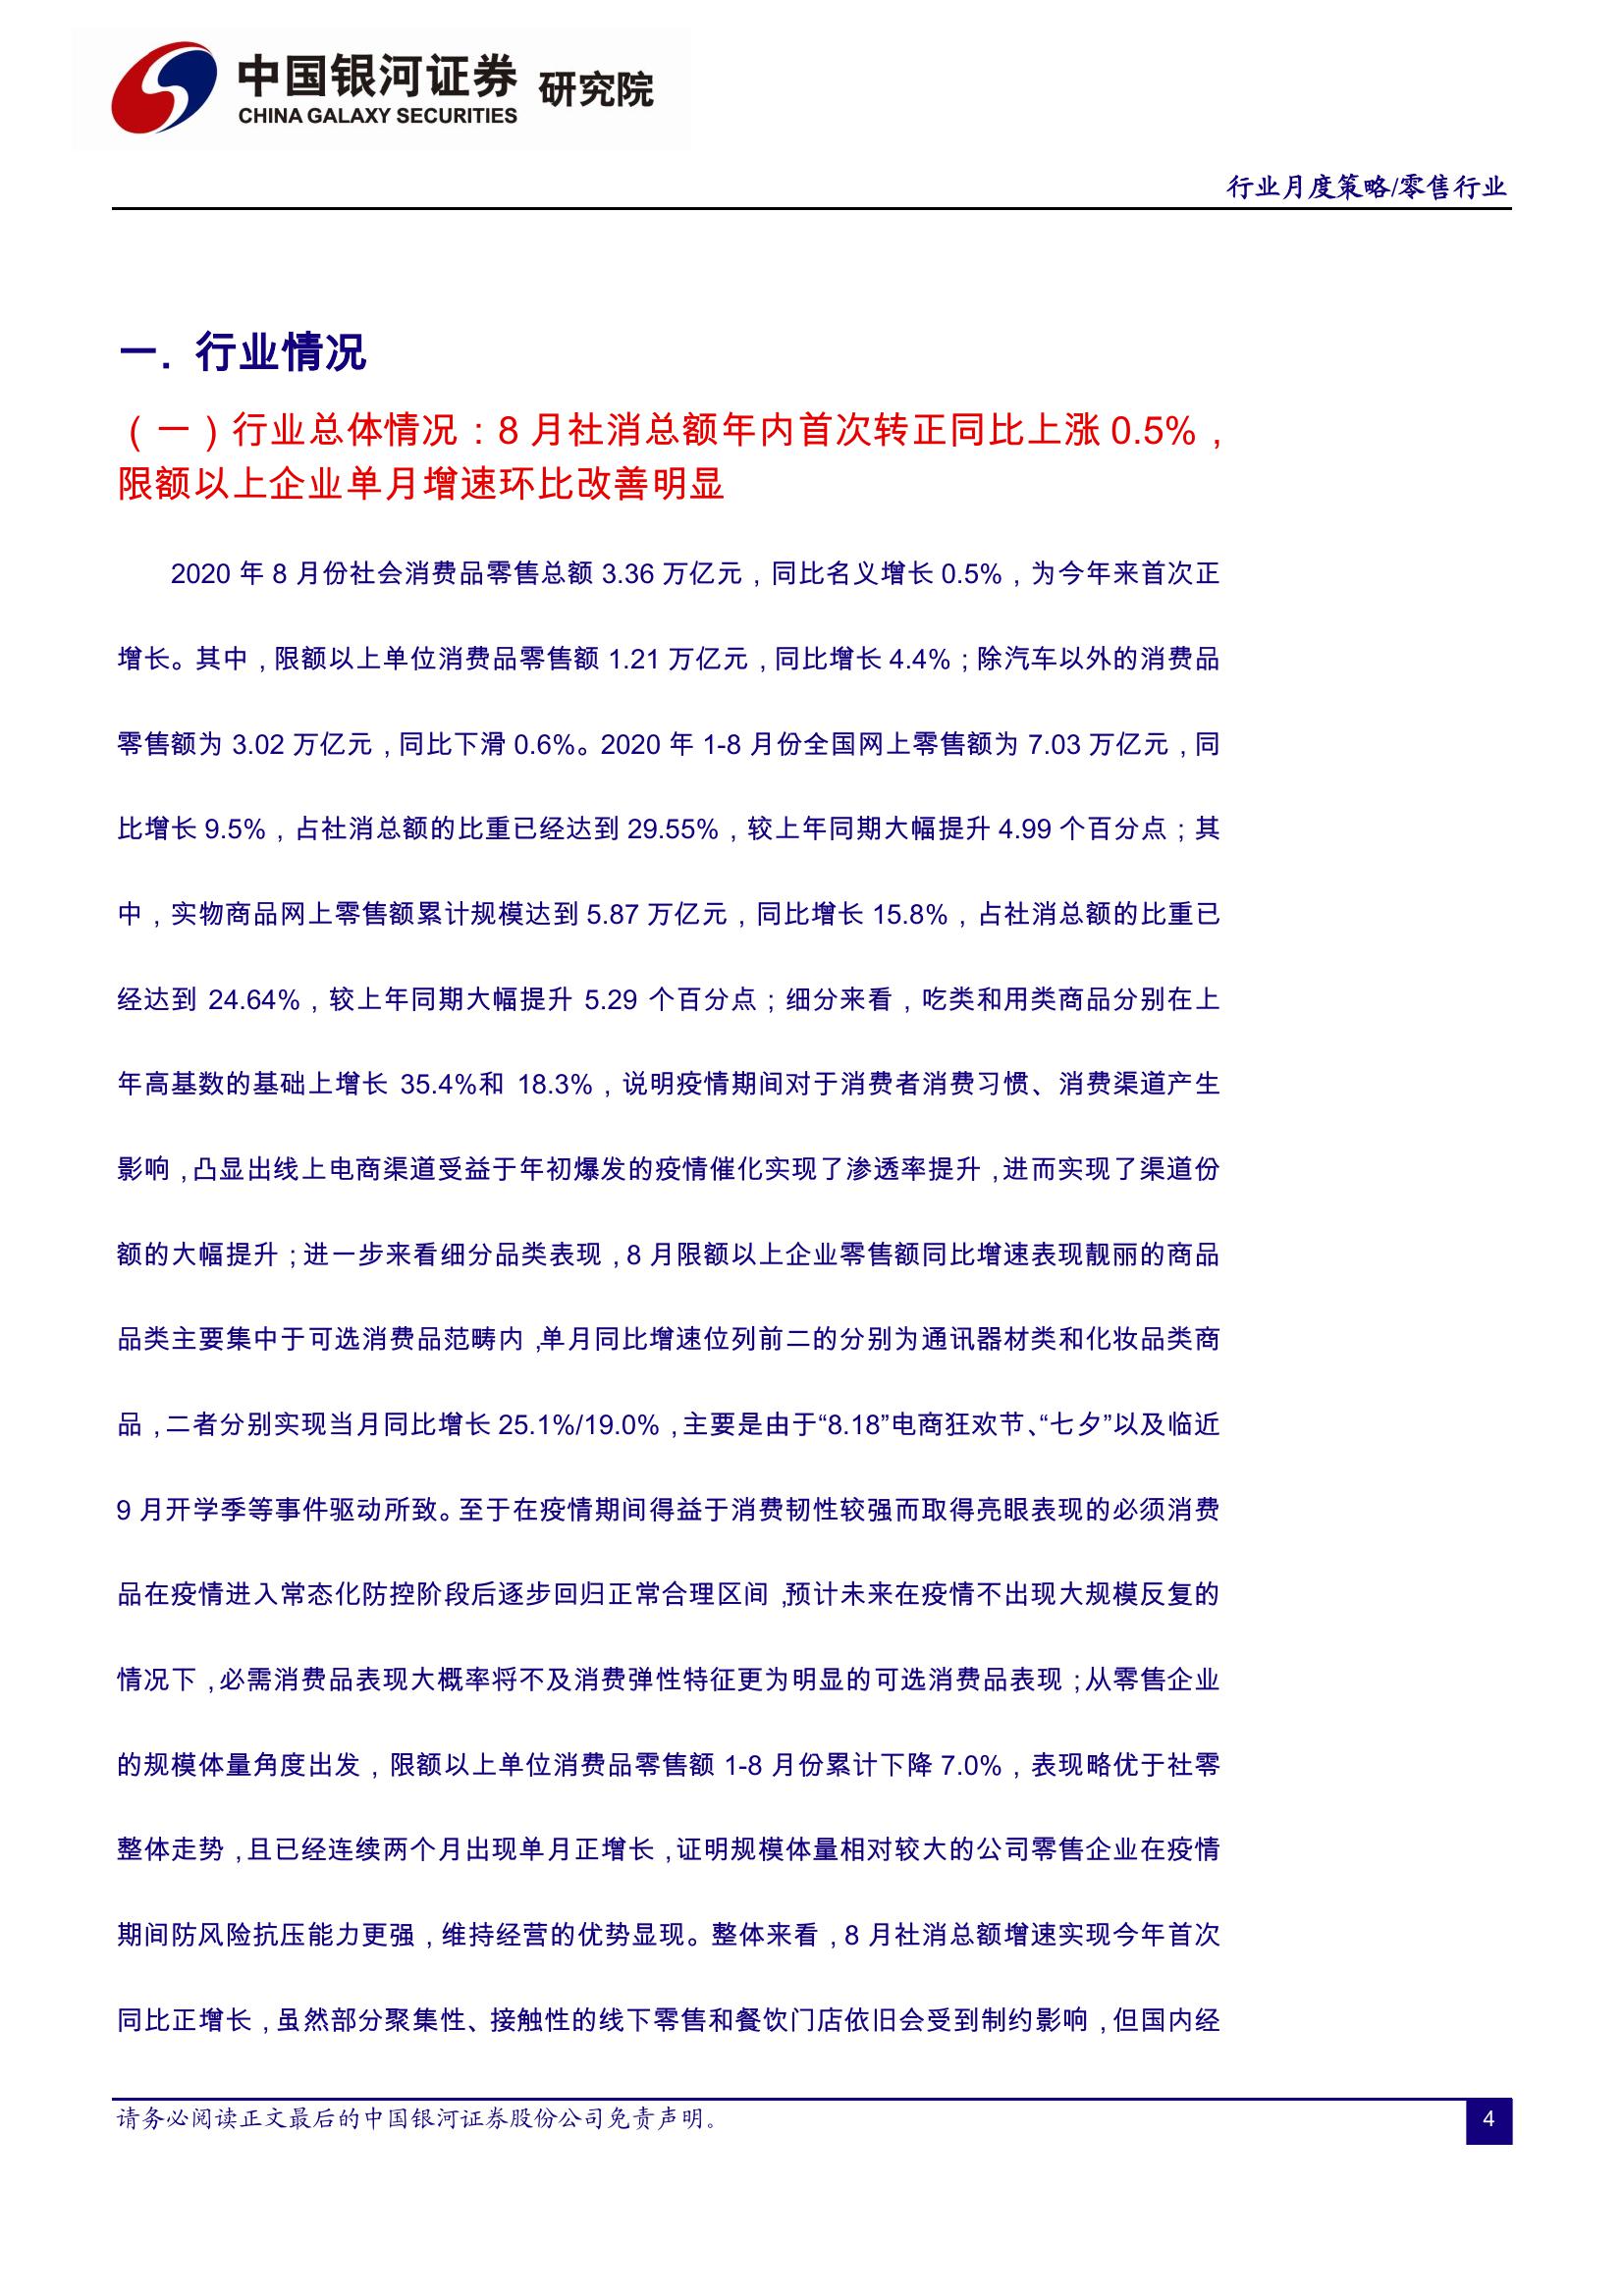 中国银河证券 研究院
CHINA GALAXY SECURITIES
行业月度策略/零售行业
一. 行业情况
（一）行业总体情况：8 月社消总额年内首次转正同比上涨 0.5%，
限额以上企业单月增速环比改善明显
2020 年 8 月份社会消费品零售总额 3.36 万亿元，同比名义增长 0.5%，为今年来首次正
增长。其中，限额以上单位消费品零售额 1.21 万亿元，同比增长 4.4%；除汽车以外的消费品
零售额为 3.02 万亿元，同比下滑 0.6%。2020 年 1-8 月份全国网上零售额为 7.03 万亿元，同
比增长 9.5%，占社消总额的比重已经达到 29.55%，较上年同期大幅提升 4.99 个百分点；其
中，实物商品网上零售额累计规模达到 5.87 万亿元，同比增长 15.8%，占社消总额的比重已
经达到 24.64%，较上年同期大幅提升 5.29 个百分点；细分来看，吃类和用类商品分别在上
年高基数的基础上增长 35.4%和 18.3%，说明疫情期间对于消费者消费习惯、消费渠道产生
影响，凸显出线上电商渠道受益于年初爆发的疫情催化实现了渗透率提升，进而实现了渠道份
额的大幅提升；进一步来看细分品类表现，8 月限额以上企业零售额同比增速表现靓丽的商品
品类主要集中于可选消费品范畴内，单月同比增速位列前二的分别为通讯器材类和化妆品类商
品，二者分别实现当月同比增长 25.1%/19.0%，主要是由于“8.18”电商狂欢节、“七夕”以及临近
9 月开学季等事件驱动所致。至于在疫情期间得益于消费韧性较强而取得亮眼表现的必须消费
品在疫情进入常态化防控阶段后逐步回归正常合理区间，预计未来在疫情不出现大规模反复的
情况下，必需消费品表现大概率将不及消费弹性特征更为明显的可选消费品表现；从零售企业
的规模体量角度出发，限额以上单位消费品零售额 1-8 月份累计下降 7.0%，表现略优于社零
整体走势，且已经连续两个月出现单月正增长，证明规模体量相对较大的公司零售企业在疫情
期间防风险抗压能力更强，维持经营的优势显现。整体来看，8 月社消总额增速实现今年首次
同比正增长，虽然部分聚集性、接触性的线下零售和餐饮门店依旧会受到制约影响，但国内经
请务必阅读正文最后的中国银河证券股份公司免责声明。
4